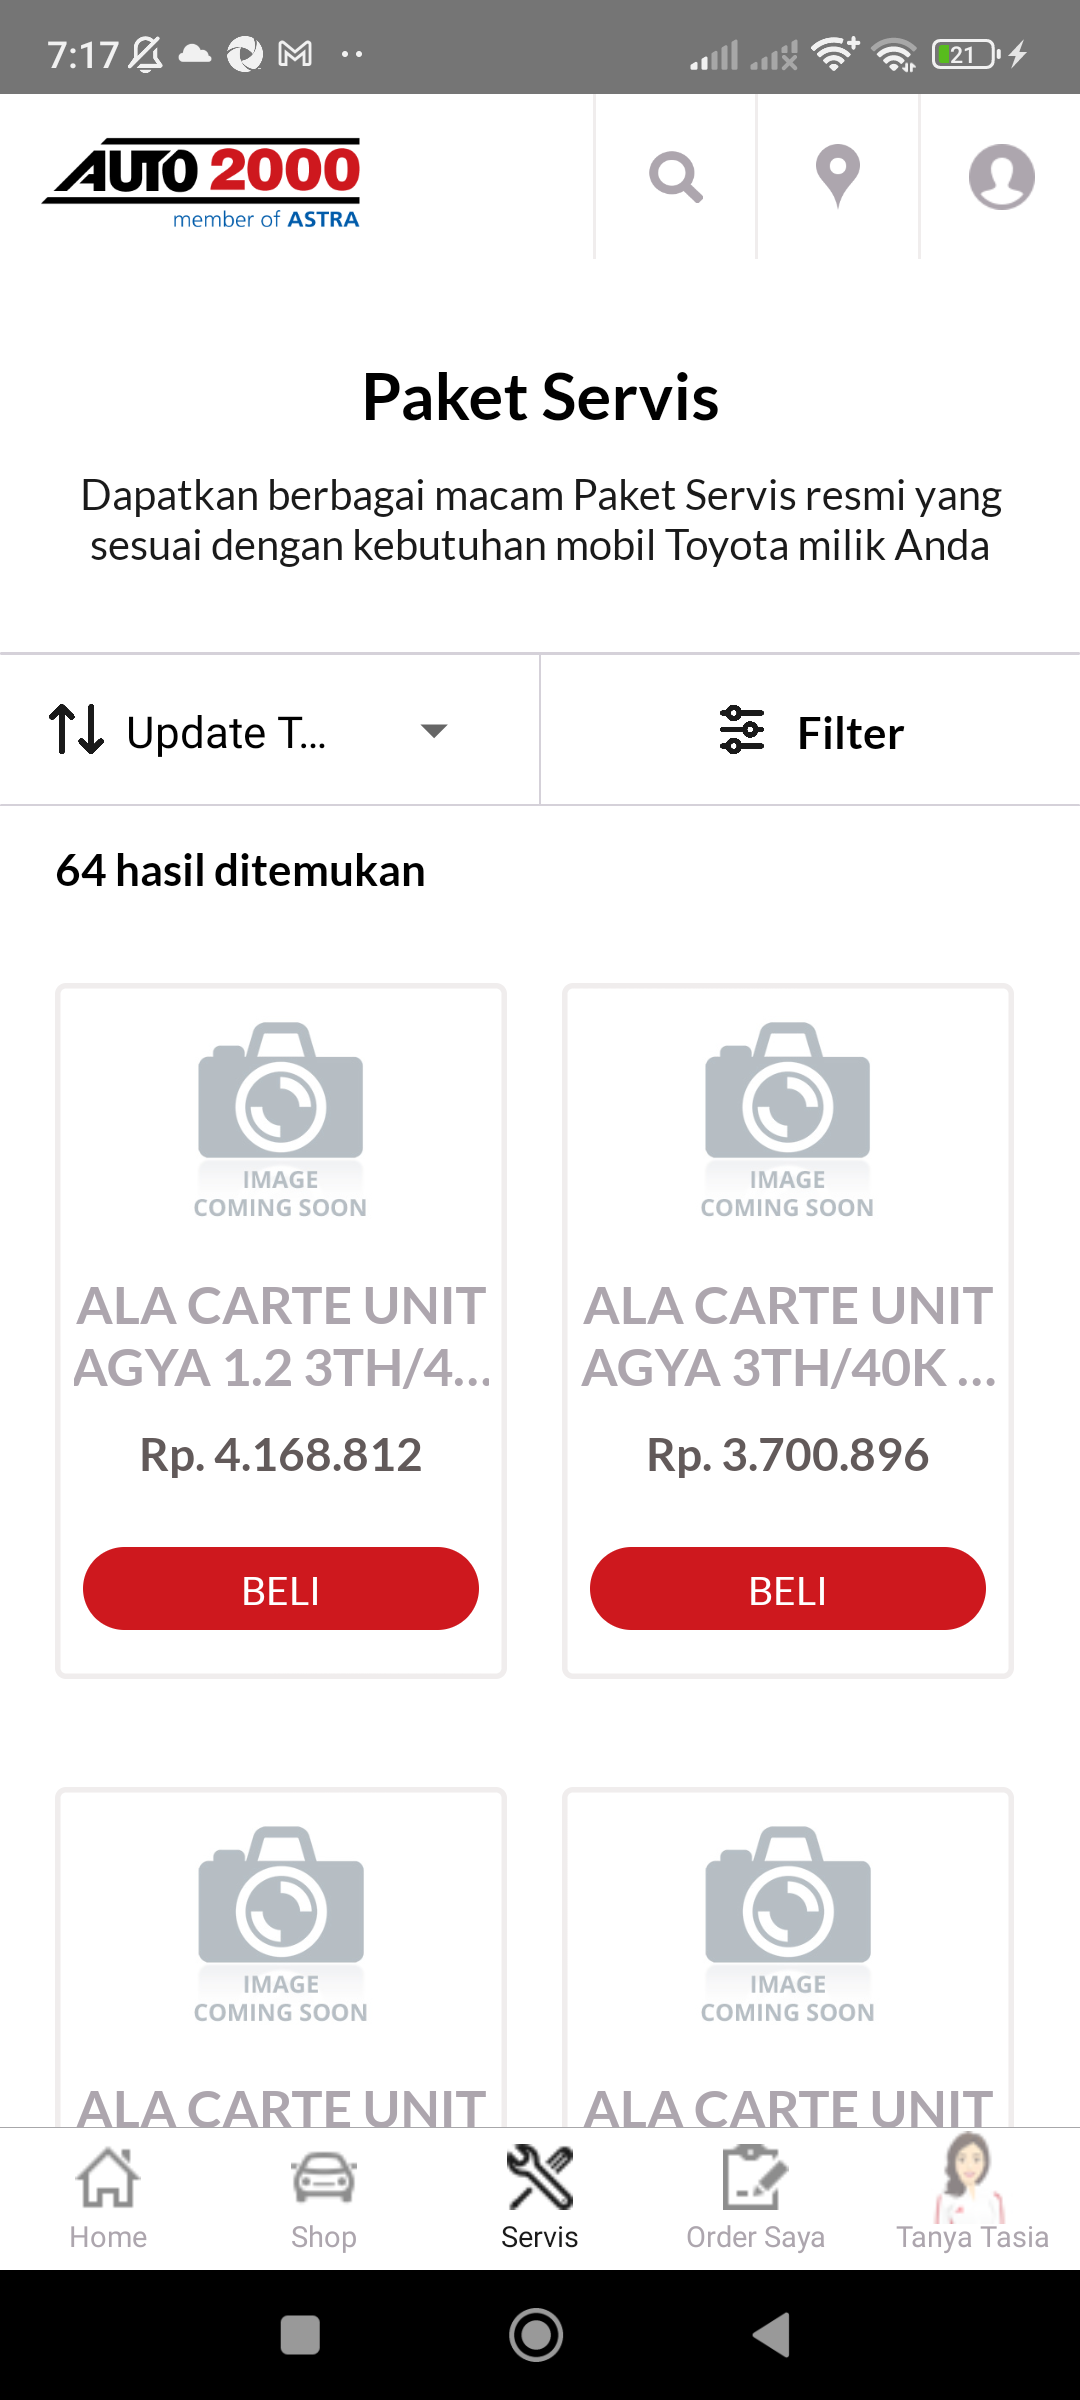 7:17
21
AUTO 2000
member of ASTRA
Paket Servis
Dapatkan berbagai macam Paket Servis resmi yang
sesuai dengan kebutuhan mobil Toyota milik Anda
Update T...
Filter
64 hasil ditemukan
IMAGE
COMING SOON
ALA CARTE UNIT
AGYA 1.2 3TH/4...
Rp. 4.168.812
BELI
IMAGE
COMING SOON
ALA CARTE UNIT
AGYA 3TH/40K ...
Rp. 3.700.896
BELI
IMAGE
COMING SOON
ALA CARTE UNIT
IMAGE
COMING SOON
ALA CARTE UNIT
Home
Shop
Servis
Order Saya
Tanya Tasia